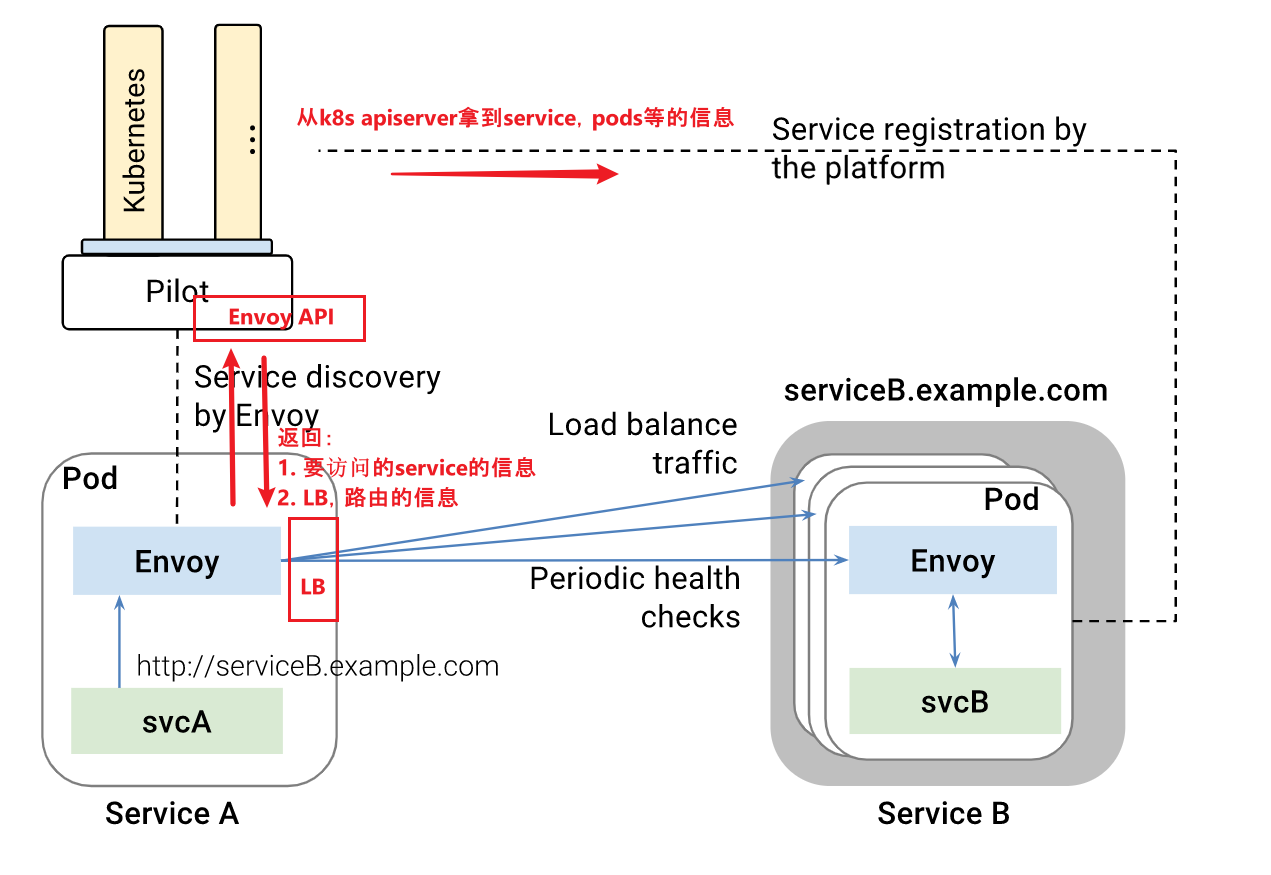 Kubernetes
...
从k8s apiserver拿到service, pods等的信息
Service registration by
the platform
Pilot
Envoy API
Service discovery
by Envoy
返回:
1. 要访问的service的信息
2. LB, 路由的信息
serviceB.example.com
Load balance
traffic
Pod
Pod
Envoy
LB
Envoy
Periodic health
checks
http://serviceB.example.com
svcA
svcB
Service A
Service B